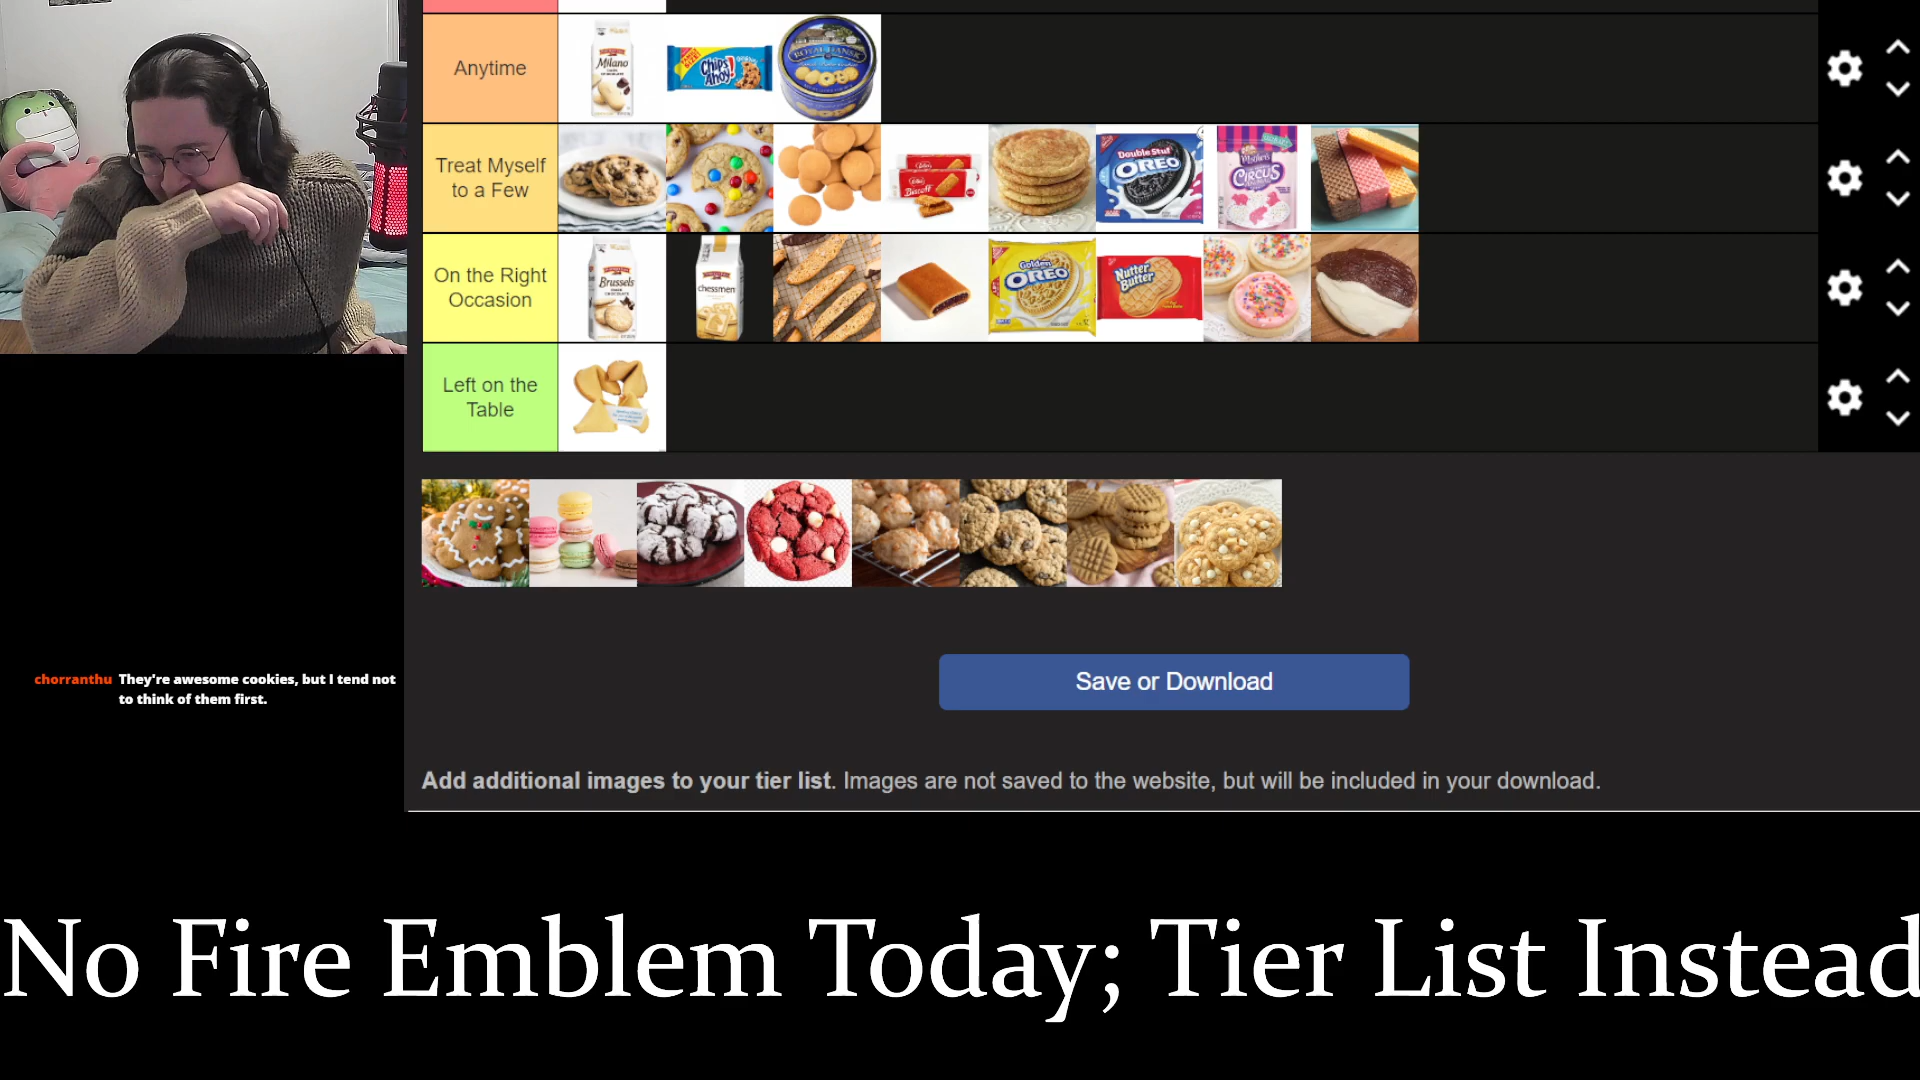 Anytime
Milano
Chips Ahoy!
ROYAL DANSK
Treat Myself
to a Few
Biscoff
Double Stuf
OREO
Mother's
CIRCUS
On the Right
Occasion
Brussels
chessmen
Golden
OREO
Nutter
Butter
Left on the
Table
Save or Download
chorranthu They're awesome cookies, but I tend not
to think of them first.
Add additional images to your tier list. Images are not saved to the website, but will be included in your download.
No Fire Emblem Today; Tier List Instead